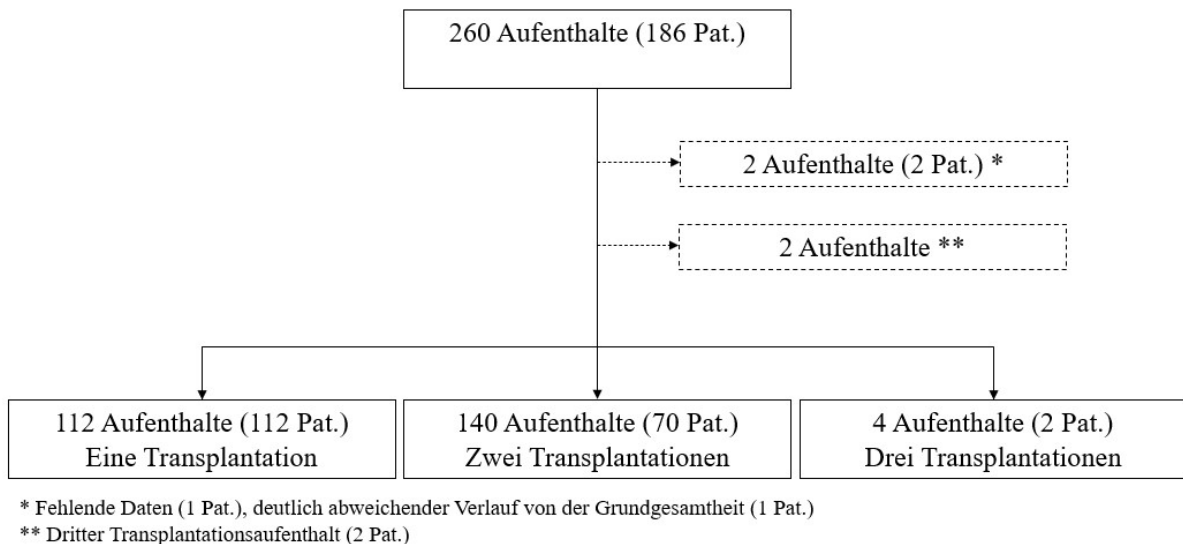 260 Aufenthalte (186 Pat.)
2 Aufenthalte (2 Pat.) *
2 Aufenthalte **
112 Aufenthalte (112 Pat.)
Eine Transplantation
140 Aufenthalte (70 Pat.)
Zwei Transplantationen
4 Aufenthalte (2 Pat.)
Drei Transplantationen
* Fehlende Daten (1 Pat.), deutlich abweichender Verlauf von der Grundgesamtheit (1 Pat.)
** Dritter Transplantationsaufenthalt (2 Pat.)